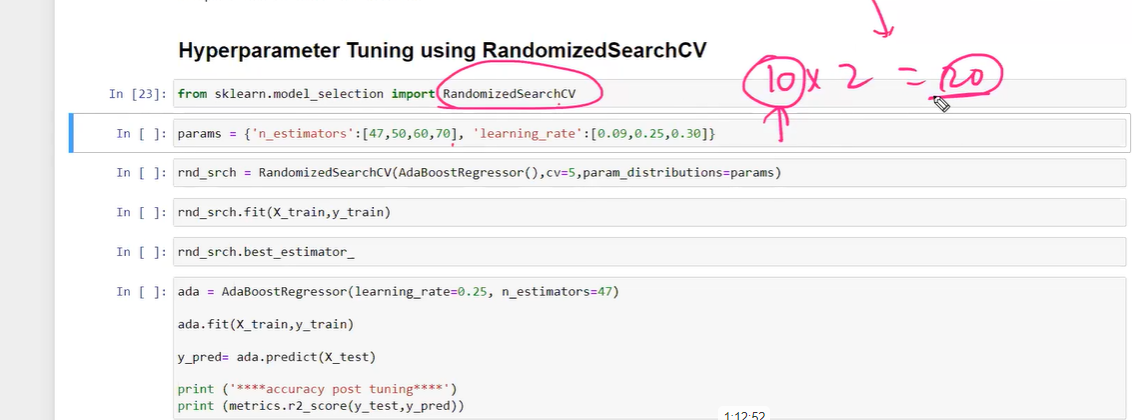 Hyperparameter Tuning using RandomizedSearchCV
10 x 2 = 20
In [23]: from sklearn.model_selection import RandomizedSearchCV
In [ ]: params = {'n_estimators':[47,50,60,70], 'learning_rate':[0.09,0.25,0.30]}
In [ ]: rnd_srch = RandomizedSearchCV(AdaBoostRegressor(),cv=5,param_distributions=params)
In [ ]: rnd_srch.fit(X_train,y_train)
In [ ]: rnd_srch.best_estimator_
In [ ]: ada = AdaBoostRegressor(learning_rate=0.25, n_estimators=47)
ada.fit(X_train,y_train)
y_pred= ada.predict(X_test)
print ('****accuracy post tuning****')
print (metrics.r2_score(y_test,y_pred))
1:12:52